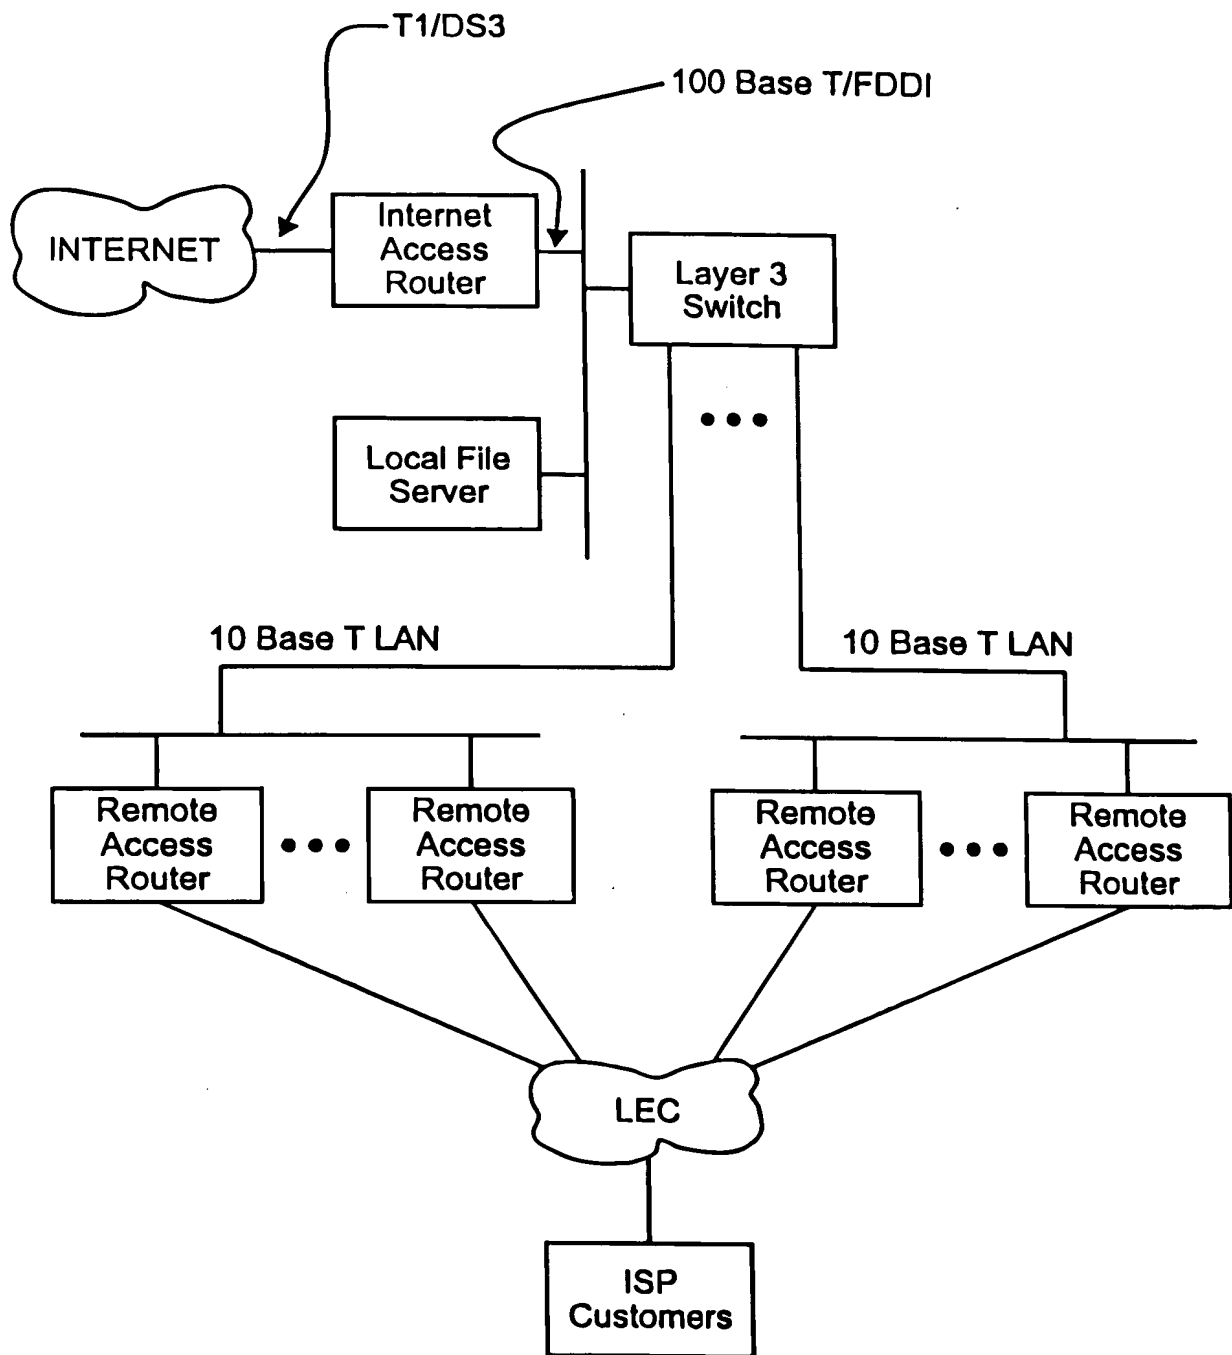 T1/DS3
100 Base T/FDDI
INTERNET
Internet
Access
Router
Layer 3
Switch
Local File
Server
10 Base T LAN
10 Base T LAN
Remote
Access
Router
Remote
Access
Router
Remote
Access
Router
Remote
Access
Router
LEC
ISP
Customers